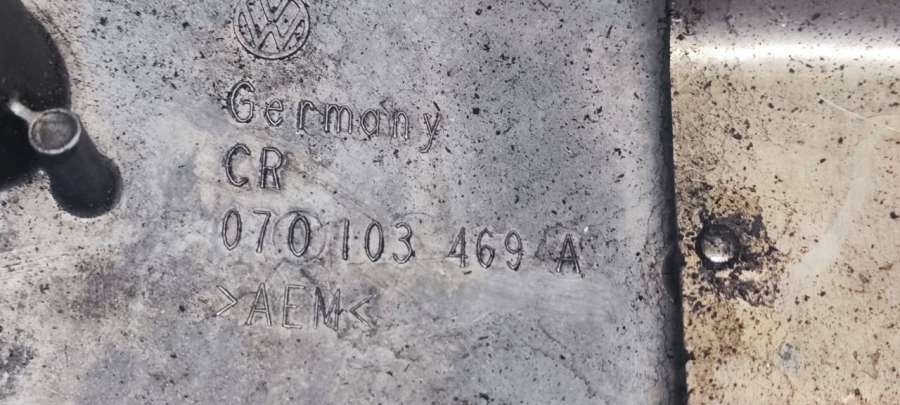 Germany
CR
070 103 469 A
>AEM<